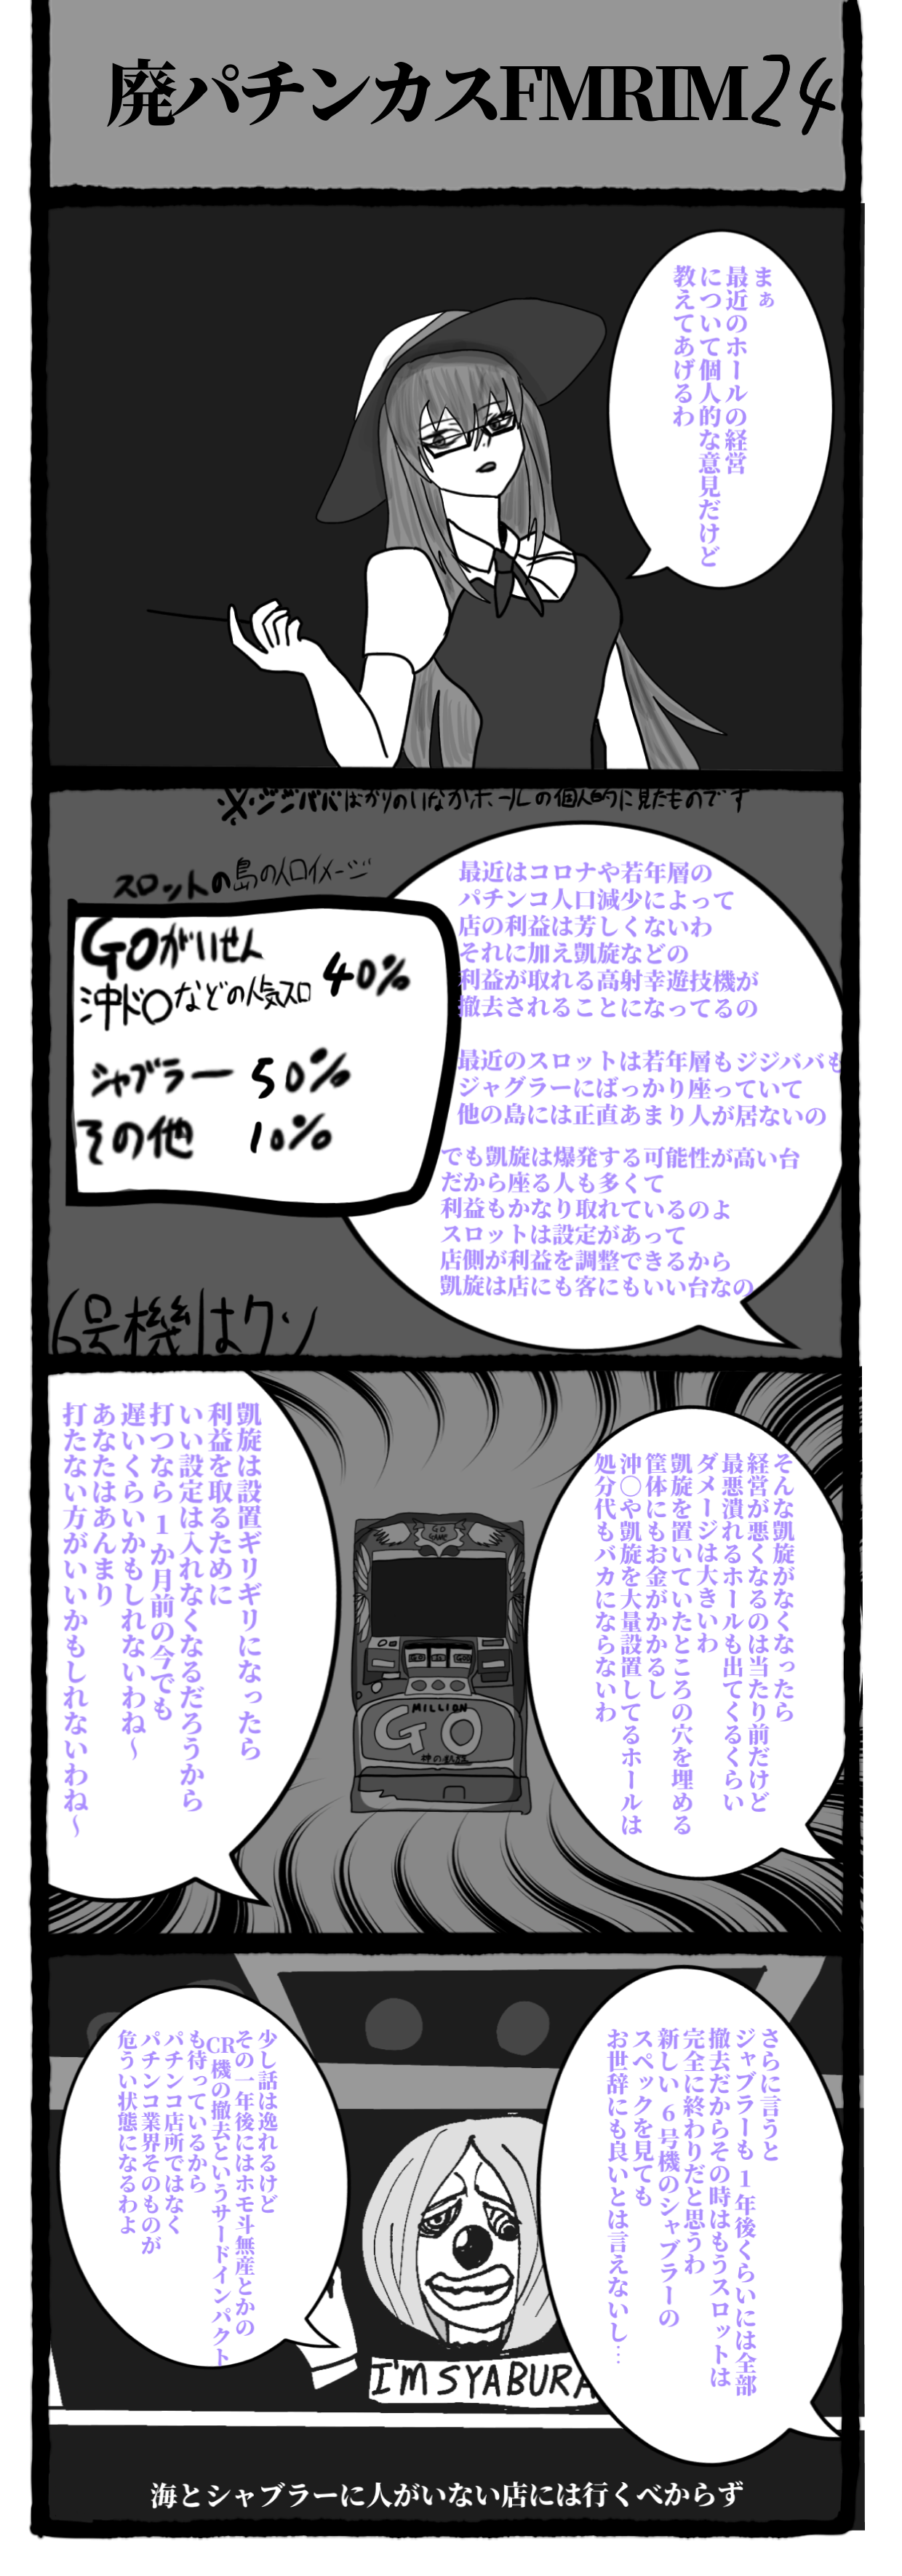 廃パチンカスFMRIM24
まぁ
最近のホールの経営
について個人的な意見だけど
教えてあげるわ
※ジジババばかりのいなかホールの個人的に見たものです
スロットの島の人口イメージ
GOがいせん
沖ド〇などの人気スロ 40%
シャブラー 50%
その他 10%
最近はコロナや若年層の
パチンコ人口減少によって
店の利益は芳しくないわ
それに加え凱旋などの
利益が取れる高射幸遊技機が
撤去されることになってるの
最近のスロットは若年層もジジババも
ジャグラーにばっかり座っていて
他の島には正直あまり人が居ないの
でも凱旋は爆発する可能性が高い台
だから座る人も多くて
利益もかなり取れているのよ
スロットは設定があって
店側が利益を調整できるから
凱旋は店にも客にもいい台なの
6号機はクソ
そんな凱旋がなくなったら
経営が悪くなるのは当たり前だけど
最悪潰れるホールも出てくるくらい
ダメージは大きいわ
凱旋を置いていたところの穴を埋める
筐体にもお金がかかるし
沖〇や凱旋を大量設置してるホールは
処分代もバカにならないわ
GO
GAME
MILLION
GO
凱旋は設置ギリギリになったら
利益を取るために
いい設定は入れなくなるだろうから
打つなら1か月前の今でも
遅いくらいかもしれないわね～
あなたはあんまり
打たない方がいいかもしれないわね～
さらに言うと
ジャブラーも1年後くらいには全部
撤去だからその時はもうスロットは
完全に終わりだと思うわ
新しい6号機のシャブラーの
スペックを見ても
お世辞にも良いとは言えないし…
少し話は逸れるけど
その一年後にはホモ斗無産とかの
CR機の撤去というサードインパクト
も待っているから
パチンコ店所ではなく
パチンコ業界そのものが
危うい状態になるわよ
I'M SYABURA
海とシャブラーに人がいない店には行くべからず